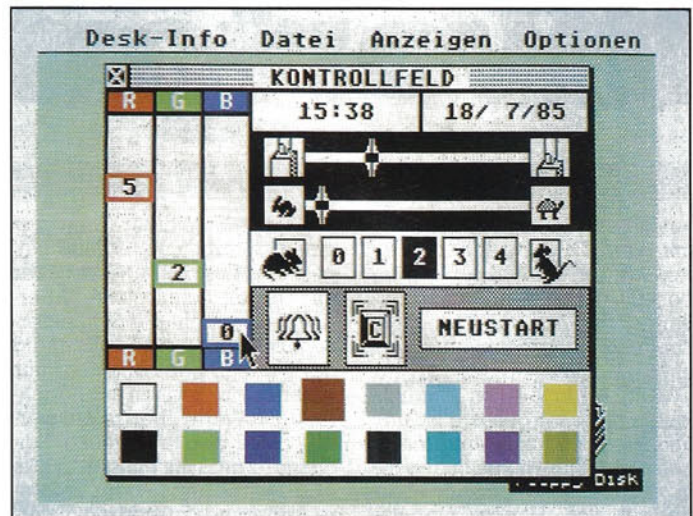 Desk-Info Datei Anzeigen Optionen
KONTROLLFELD
R G B
15:38 18/ 7/85
5
2
0 1 2 3 4
0
C
NEUSTART
R G B
Disk